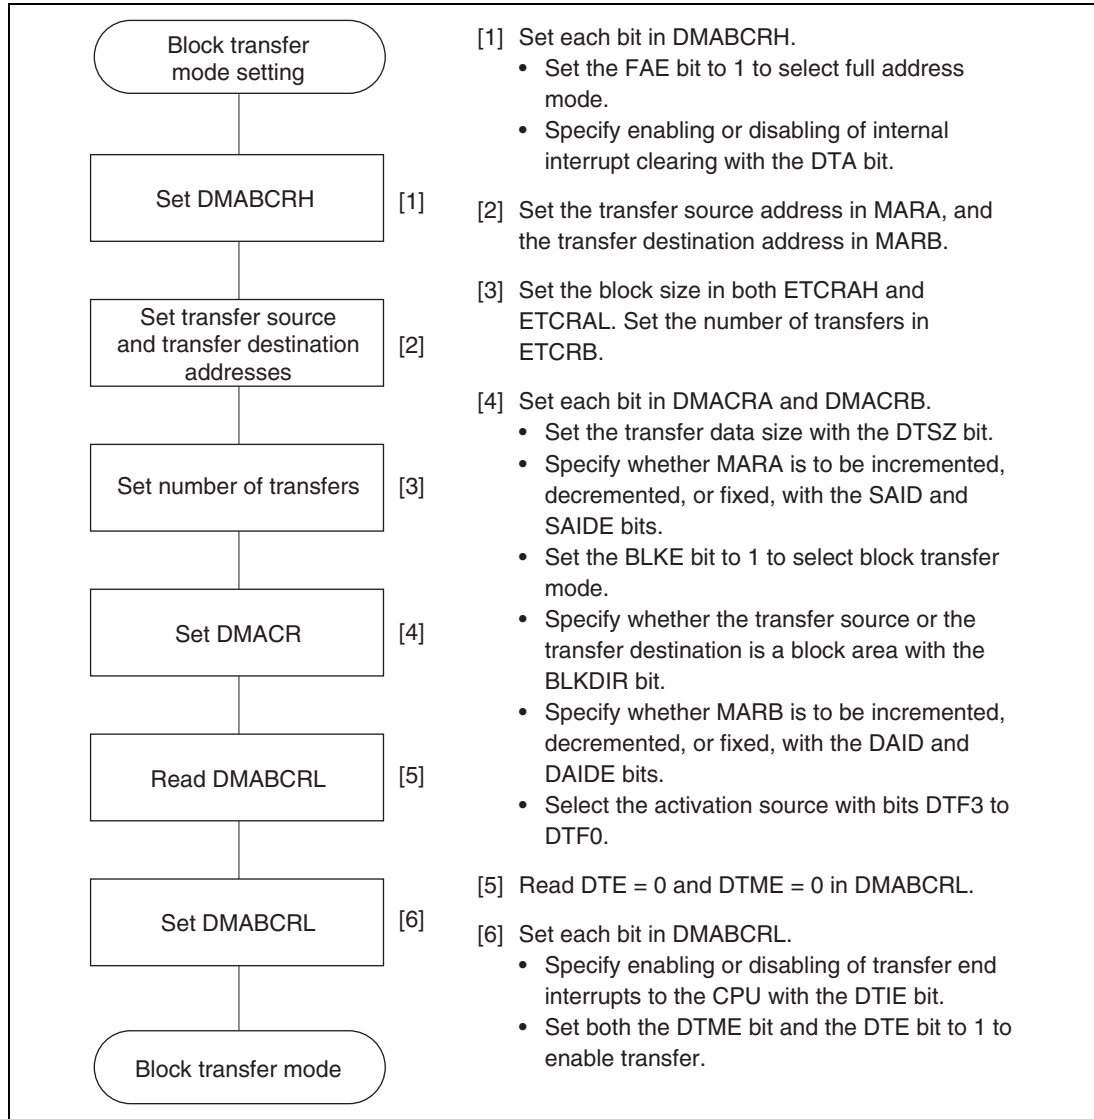 Block transfer
mode setting
Set DMABCRH
[1]
Set transfer source
and transfer destination
addresses
[2]
Set number of transfers
[3]
Set DMACR
[4]
Read DMABCRL
[5]
Set DMABCRL
[6]
Block transfer mode
[1] Set each bit in DMABCRH.
• Set the FAE bit to 1 to select full address
mode.
• Specify enabling or disabling of internal
interrupt clearing with the DTA bit.
[2] Set the transfer source address in MARA, and
the transfer destination address in MARB.
[3] Set the block size in both ETCRAH and
ETCRAL. Set the number of transfers in
ETCRB.
[4] Set each bit in DMACRA and DMACRB.
• Set the transfer data size with the DTSZ bit.
• Specify whether MARA is to be incremented,
decremented, or fixed, with the SAID and
SAIDE bits.
• Set the BLKE bit to 1 to select block transfer
mode.
• Specify whether the transfer source or the
transfer destination is a block area with the
BLKDIR bit.
• Specify whether MARB is to be incremented,
decremented, or fixed, with the DAID and
DAIDE bits.
• Select the activation source with bits DTF3 to
DTF0.
[5] Read DTE = 0 and DTME = 0 in DMABCRL.
[6] Set each bit in DMABCRL.
• Specify enabling or disabling of transfer end
interrupts to the CPU with the DTIE bit.
• Set both the DTME bit and the DTE bit to 1 to
enable transfer.